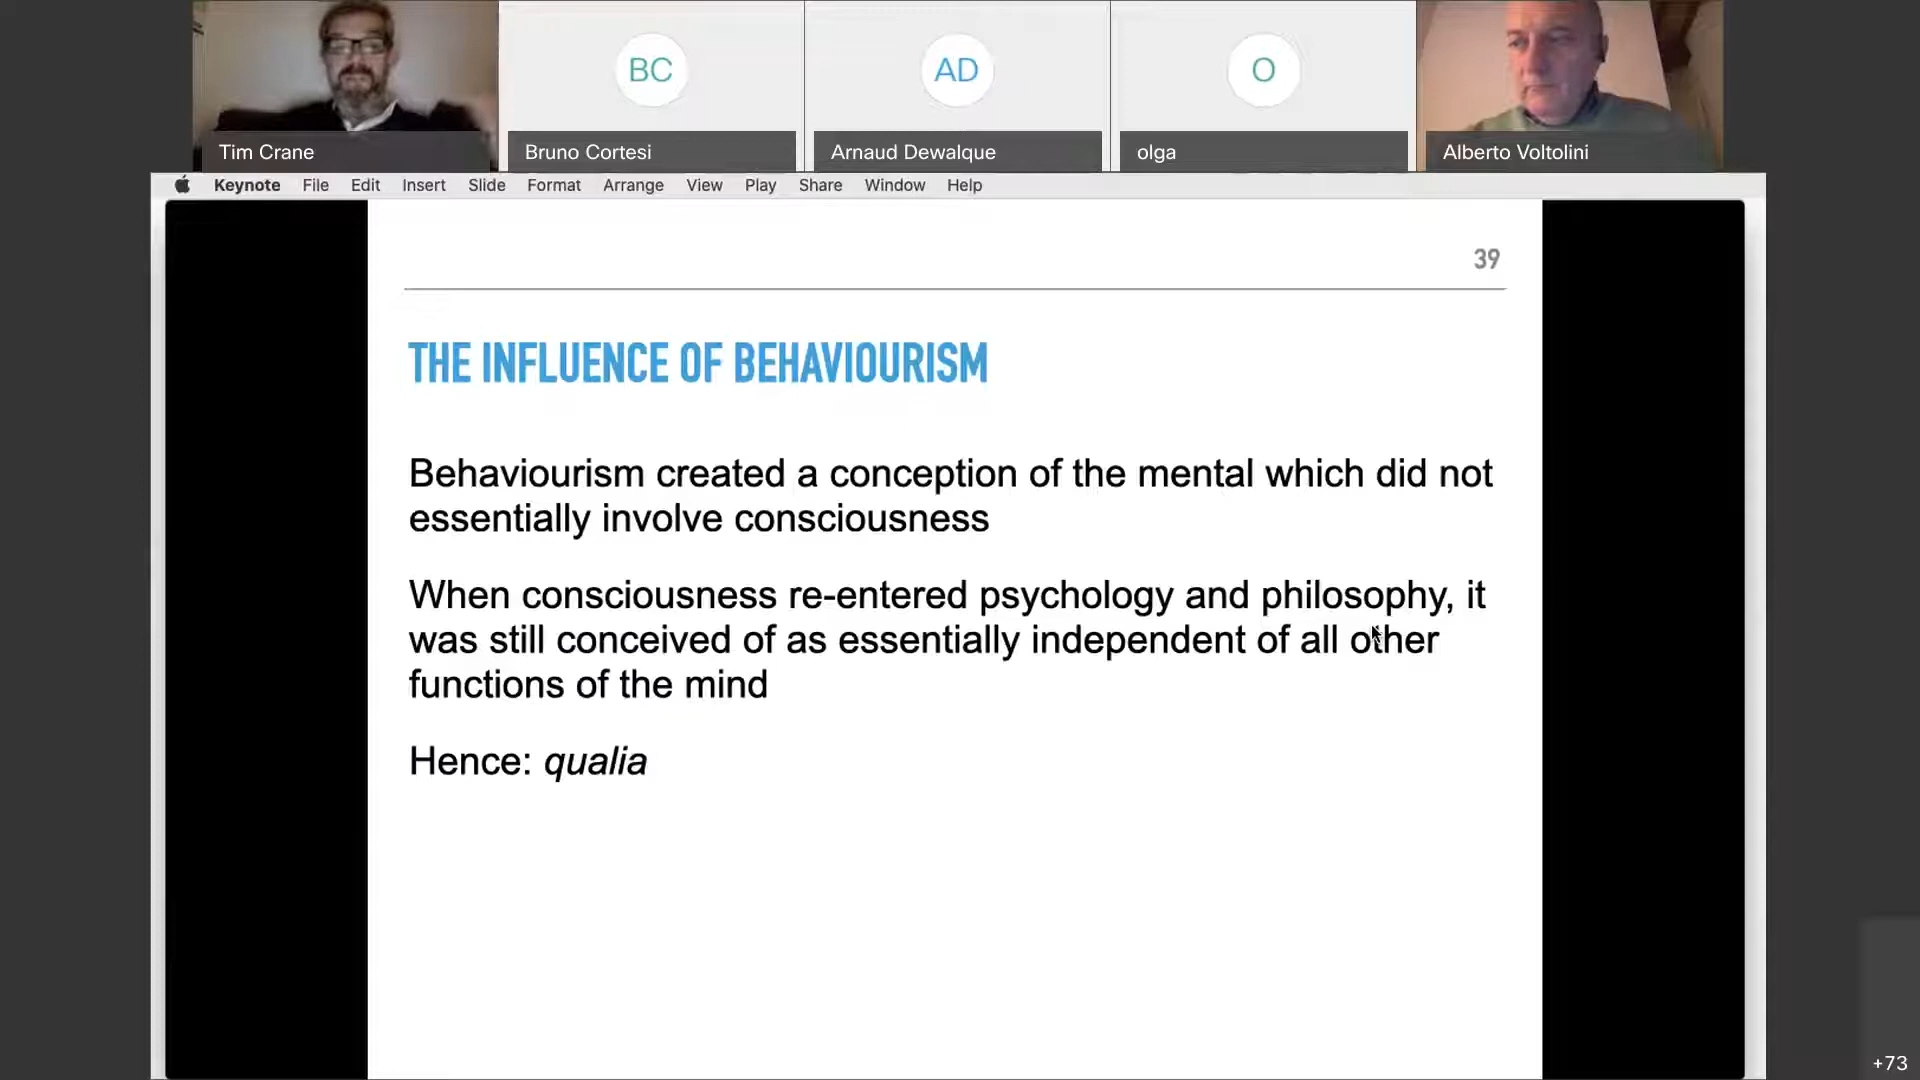 BC
AD
O
Tim Crane
Bruno Cortesi
Arnaud Dewalque
olga
Alberto Voltolini
Keynote File Edit Insert Slide Format Arrange View Play Share Window Help
39
THE INFLUENCE OF BEHAVIOURISM
Behaviourism created a conception of the mental which did not
essentially involve consciousness
When consciousness re-entered psychology and philosophy, it
was still conceived of as essentially independent of all other
functions of the mind
Hence: qualia
+73